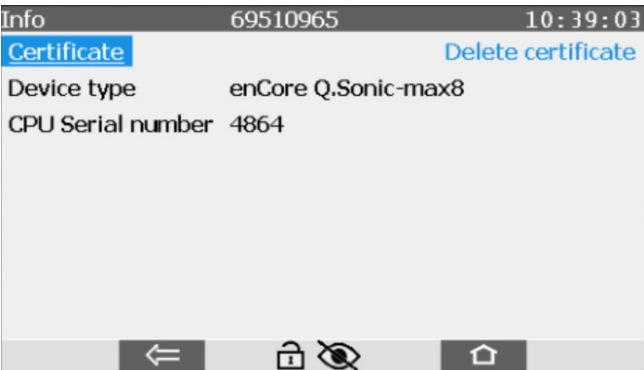 Info 69510965 10:39:03
Certificate Delete certificate
Device type enCore Q.Sonic-max8
CPU Serial number 4864